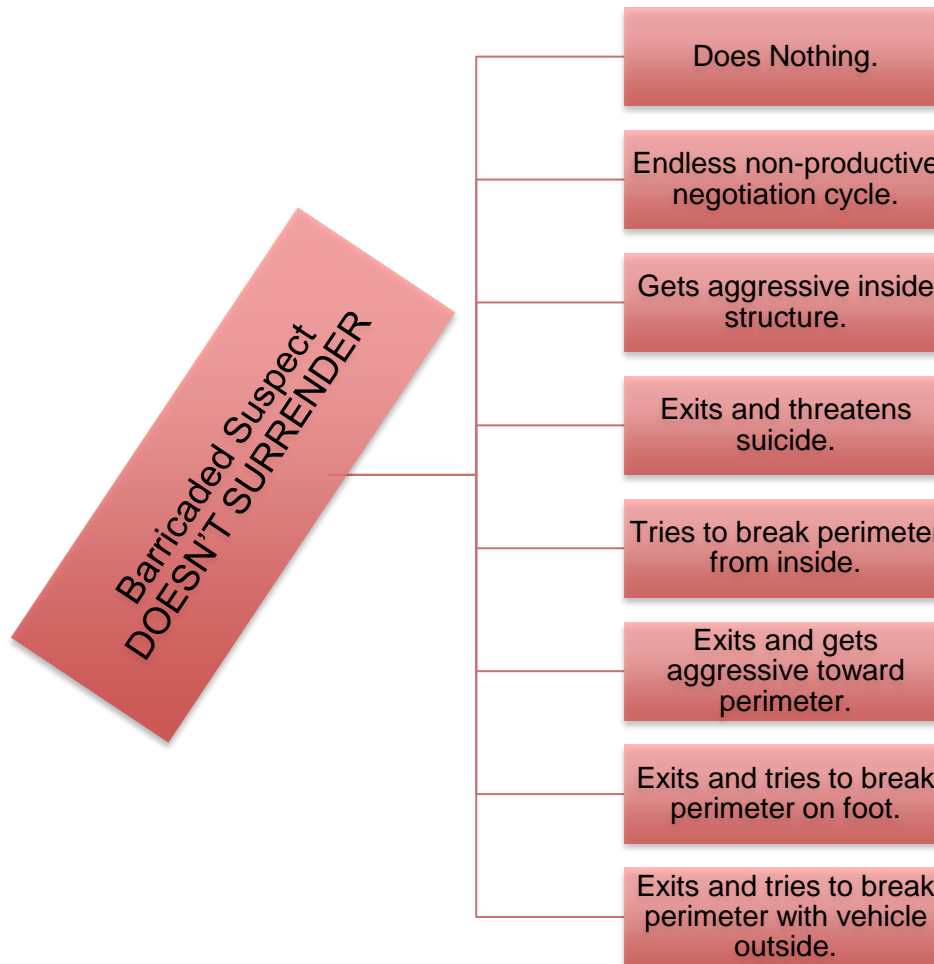 Barricaded Suspect
DOESN'T SURRENDER
Does Nothing.
Endless non-productive
negotiation cycle.
Gets aggressive inside
structure.
Exits and threatens
suicide.
Tries to break perimeter
from inside.
Exits and gets
aggressive toward
perimeter.
Exits and tries to break
perimeter on foot.
Exits and tries to break
perimeter with vehicle
outside.